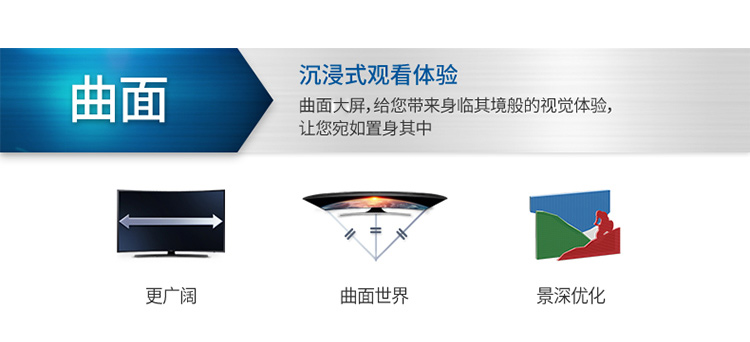 曲面
沉浸式观看体验
曲面大屏,给您带来身临其境般的视觉体验,
让您宛如置身其中
更广阔
曲面世界
景深优化